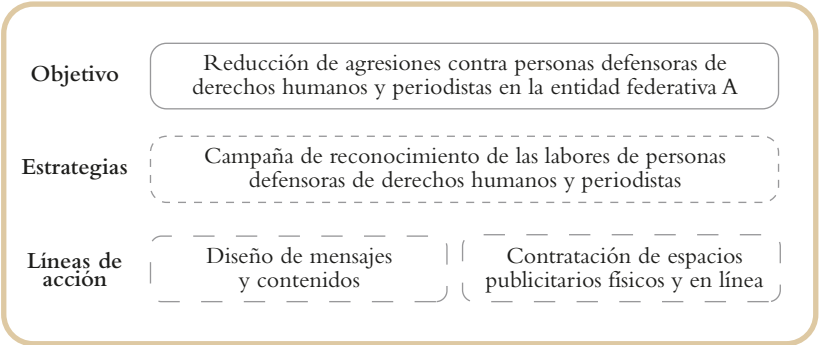 Objetivo
Reducción de agresiones contra personas defensoras de
derechos humanos y periodistas en la entidad federativa A
Estrategias
Campaña de reconocimiento de las labores de personas
defensoras de derechos humanos y periodistas
Líneas de
acción
Diseño de mensajes
y contenidos
Contratación de espacios
publicitarios físicos y en línea